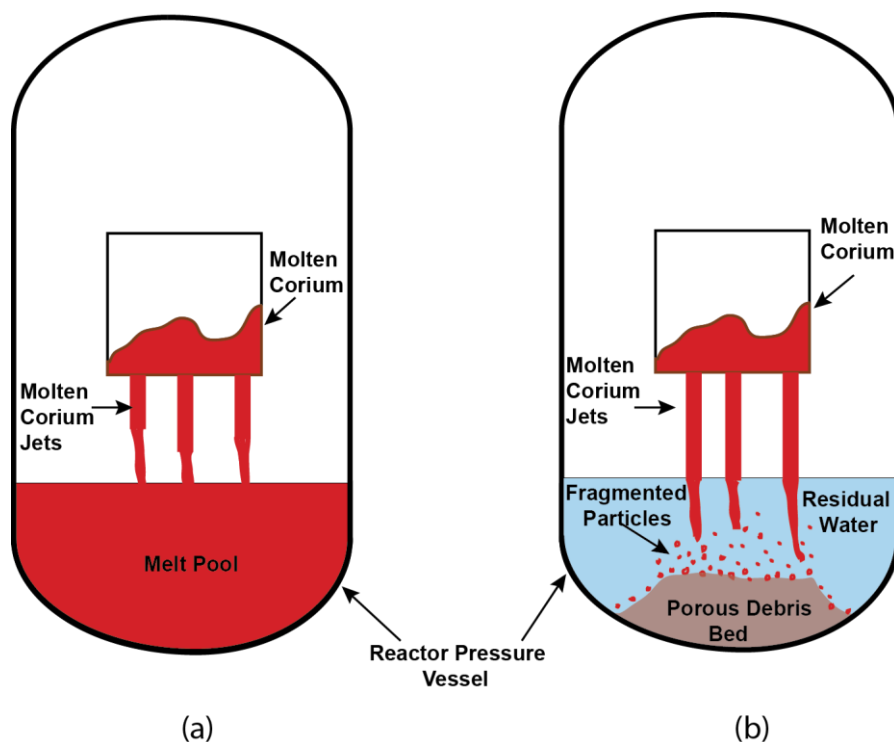 Molten
Corium
Molten
Corium
Jets
Melt Pool
Reactor Pressure
Vessel
(a)
Molten
Corium
Molten
Corium
Jets
Fragmented
Particles
Residual
Water
Porous Debris
Bed
(b)